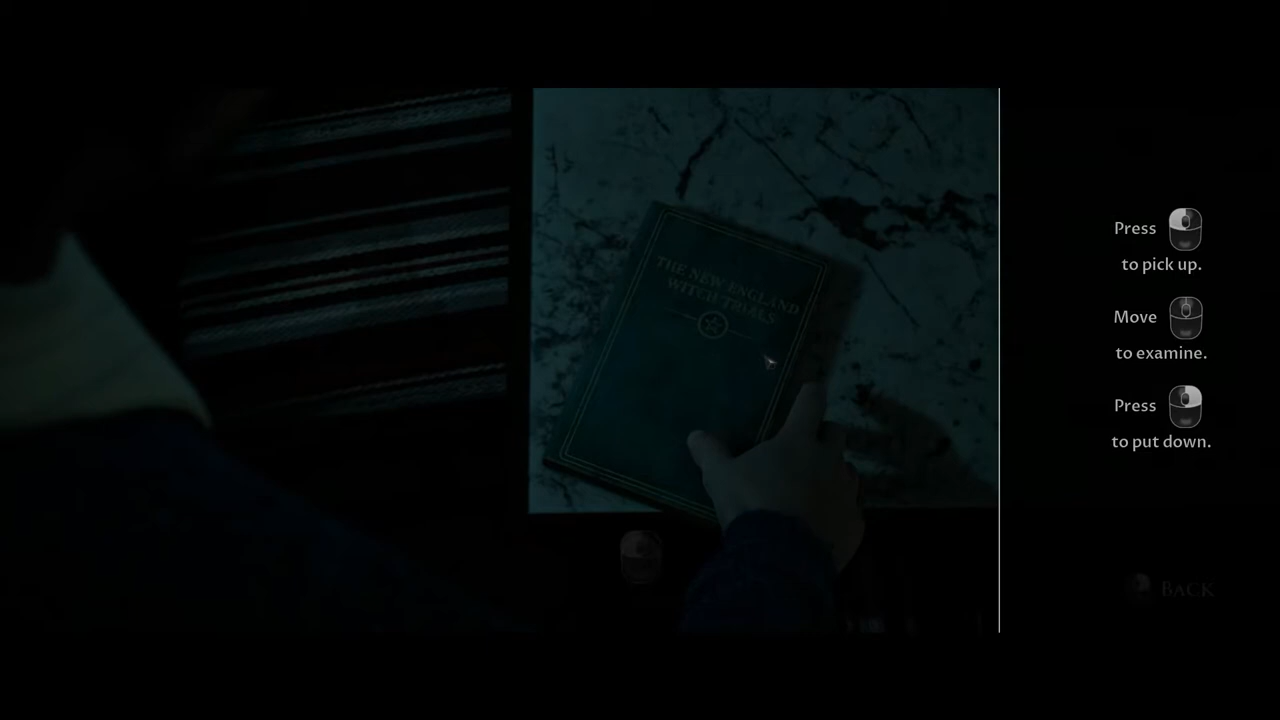 THE NEW ENGLAND
WITCH TRIALS
Press
to pick up.
Move
to examine.
Press
to put down.
BACK